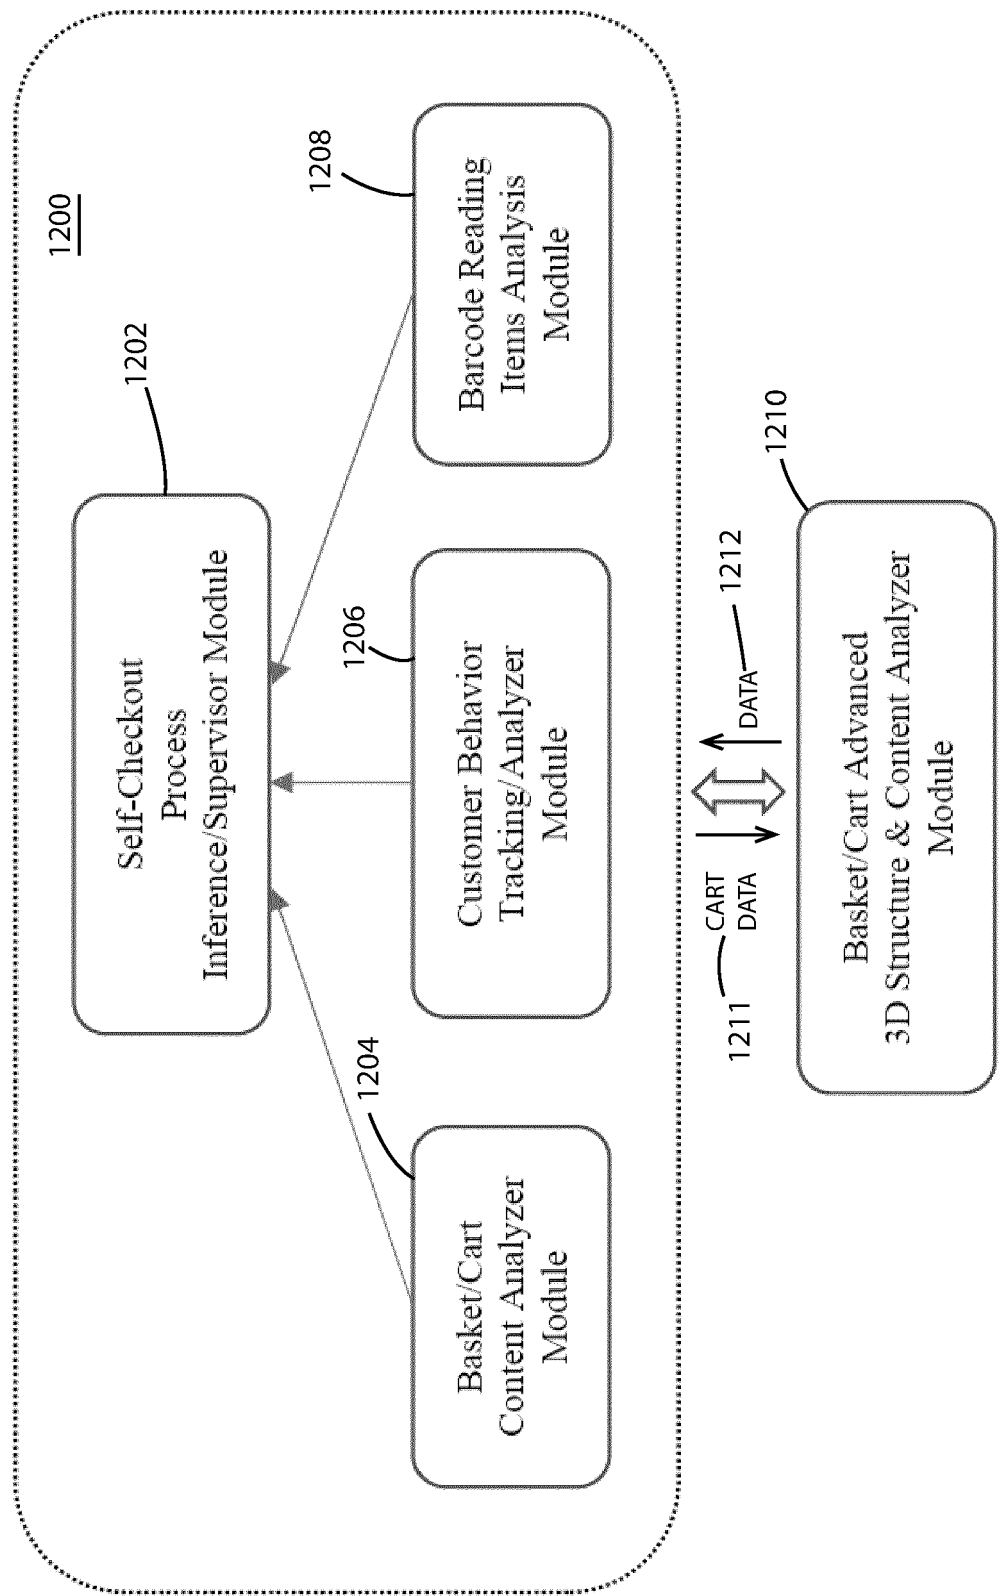 1200
1202
Self-Checkout
Process
Inference/Supervisor Module
1204
Basket/Cart
Content Analyzer
Module
1206
Customer Behavior
Tracking/Analyzer
Module
1208
Barcode Reading
Items Analysis
Module
1211
CART
DATA
DATA
1212
1210
Basket/Cart Advanced
3D Structure & Content Analyzer
Module